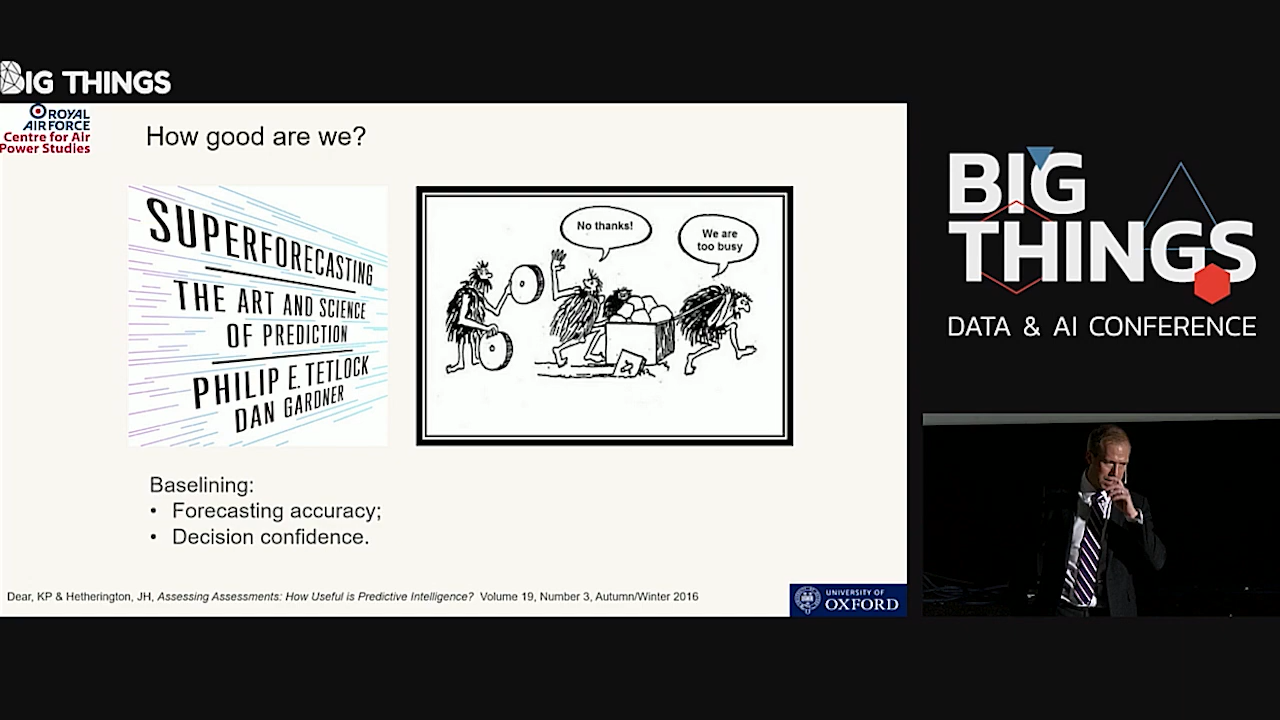 BIG THINGS
ROYAL
AIR FORCE
Centre for Air
Power Studies
How good are we?
SUPERFORECASTING
THE ART AND SCIENCE
OF PREDICTION
PHILIP E. TETLOCK
DAN GARDNER
No thanks!
We are
too busy
Baselining:
• Forecasting accuracy;
• Decision confidence.
Dear, KP & Hetherington, JH, Assessing Assessments: How Useful is Predictive Intelligence? Volume 19, Number 3, Autumn/Winter 2016
UNIVERSITY OF
OXFORD
BIG
THINGS
DATA & AI CONFERENCE